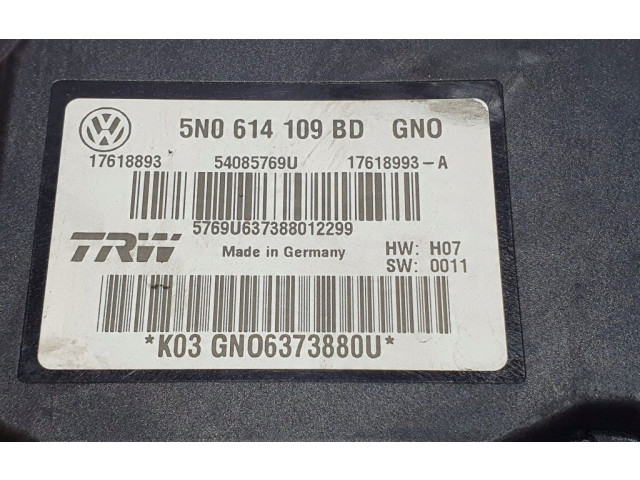 5N0 614 109 BD GNO
17618893 54085769U 17618993-A
5769U637388012299
TRW Made in Germany HW: H07
SW: 0011
*K03 GNO6373880U*